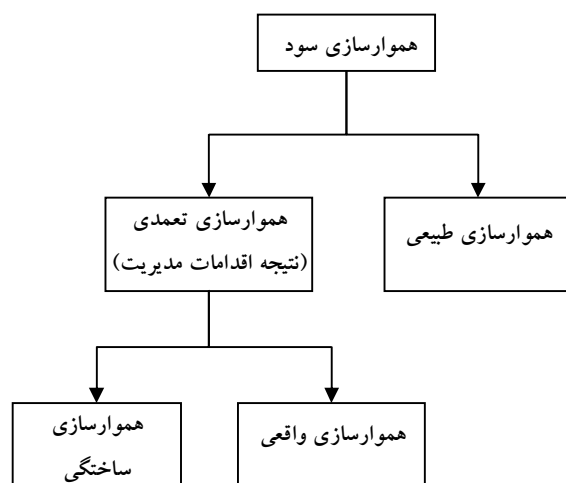 هموارسازی سود
هموارسازی طبیعی
هموارسازی تعمدی
(نتیجه اقدامات مدیریت)
هموارسازی واقعی
هموارسازی
ساختگی